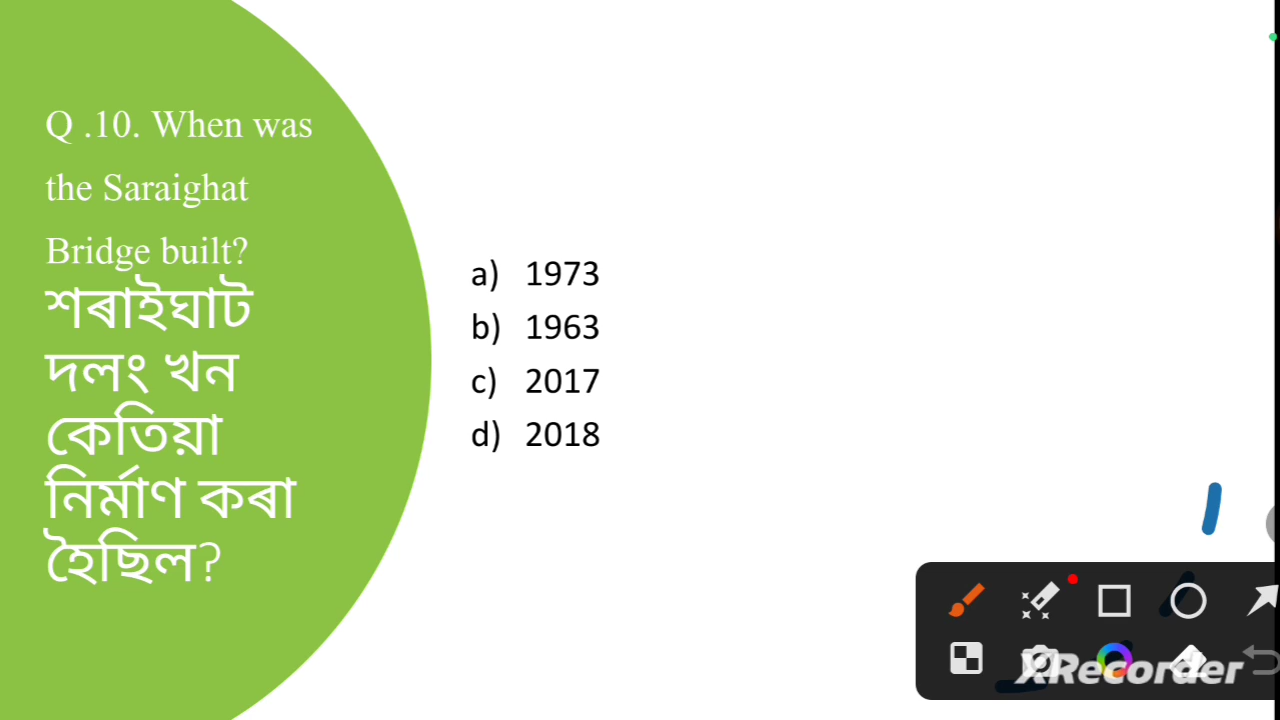 Q .10. When was
the Saraighat
Bridge built?
শৰাইঘাট
দলং খন
কেতিয়া
নিৰ্মাণ কৰা
হৈছিল?
a) 1973
b) 1963
c) 2017
d) 2018
XRecorder